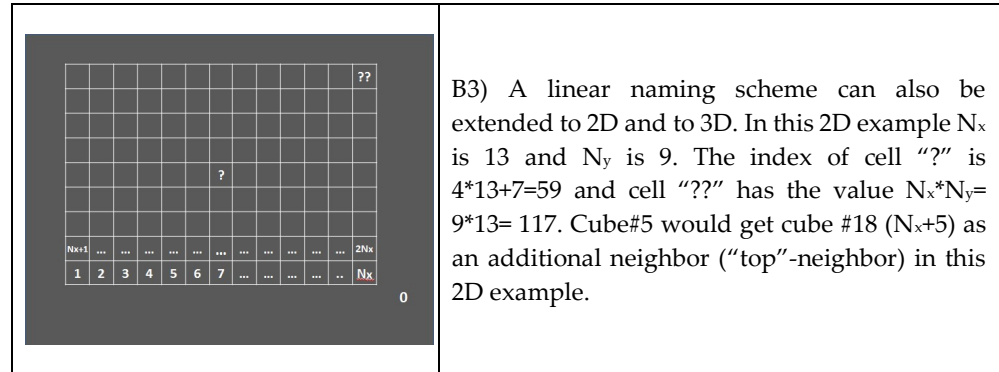 ??
?
Nx+1 ... ... ... ... ... ... ... ... ... ... ... 2Nx
1 2 3 4 5 6 7 ... ... ... ... .. Nx
0
B3) A linear naming scheme can also be
extended to 2D and to 3D. In this 2D example Nx
is 13 and Ny is 9. The index of cell “?” is
4*13+7=59 and cell “??” has the value Nx*Ny=
9*13= 117. Cube#5 would get cube #18 (Nx+5) as
an additional neighbor (“top”-neighbor) in this
2D example.